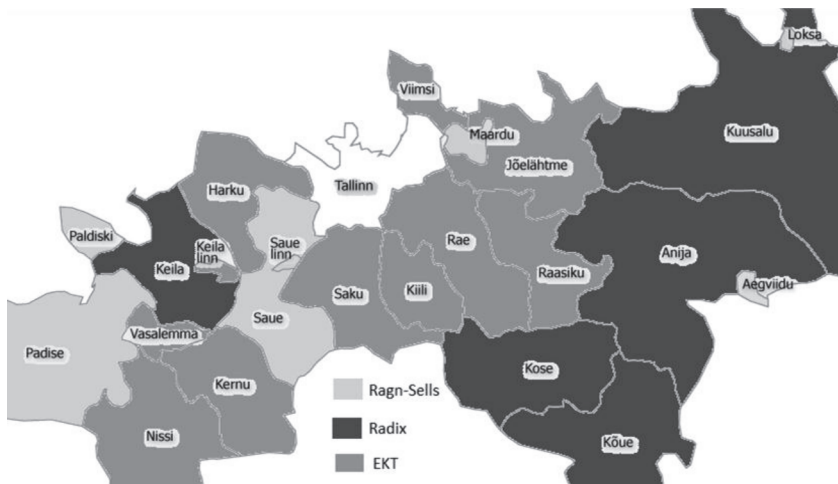 Loksa
Viimsi
Kuusalu
Maardu
Jõelähtme
Harku
Tallinn
Paldiski
Keila
linn
Saue
linn
Rae
Anija
Keila
Raasiku
Saku
Kiili
Aegviidu
Saue
Vasalemma
Padise
Kose
Kernu
Ragn-Sells
Radix
Nissi
Kõue
EKT